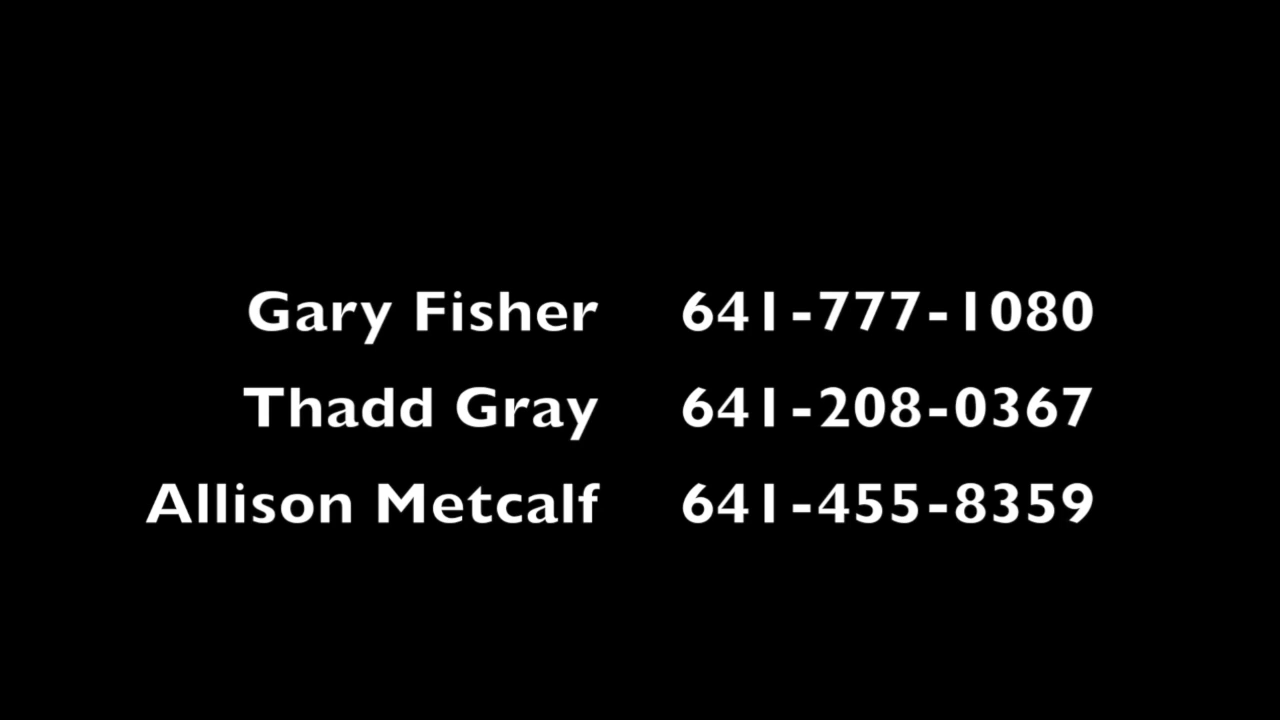 Gary Fisher 641-777-1080
Thadd Gray 641-208-0367
Allison Metcalf 641-455-8359